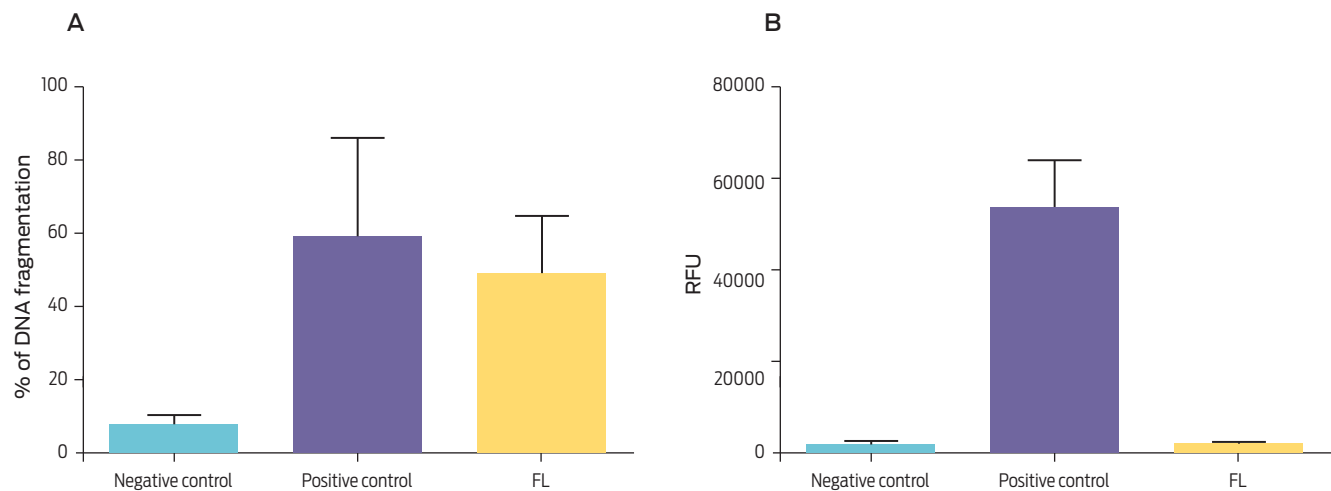 A
% of DNA fragmentation
100
80
60
40
20
0
Negative control
Positive control
FL
B
RFU
80000
60000
40000
20000
0
Negative control
Positive control
FL